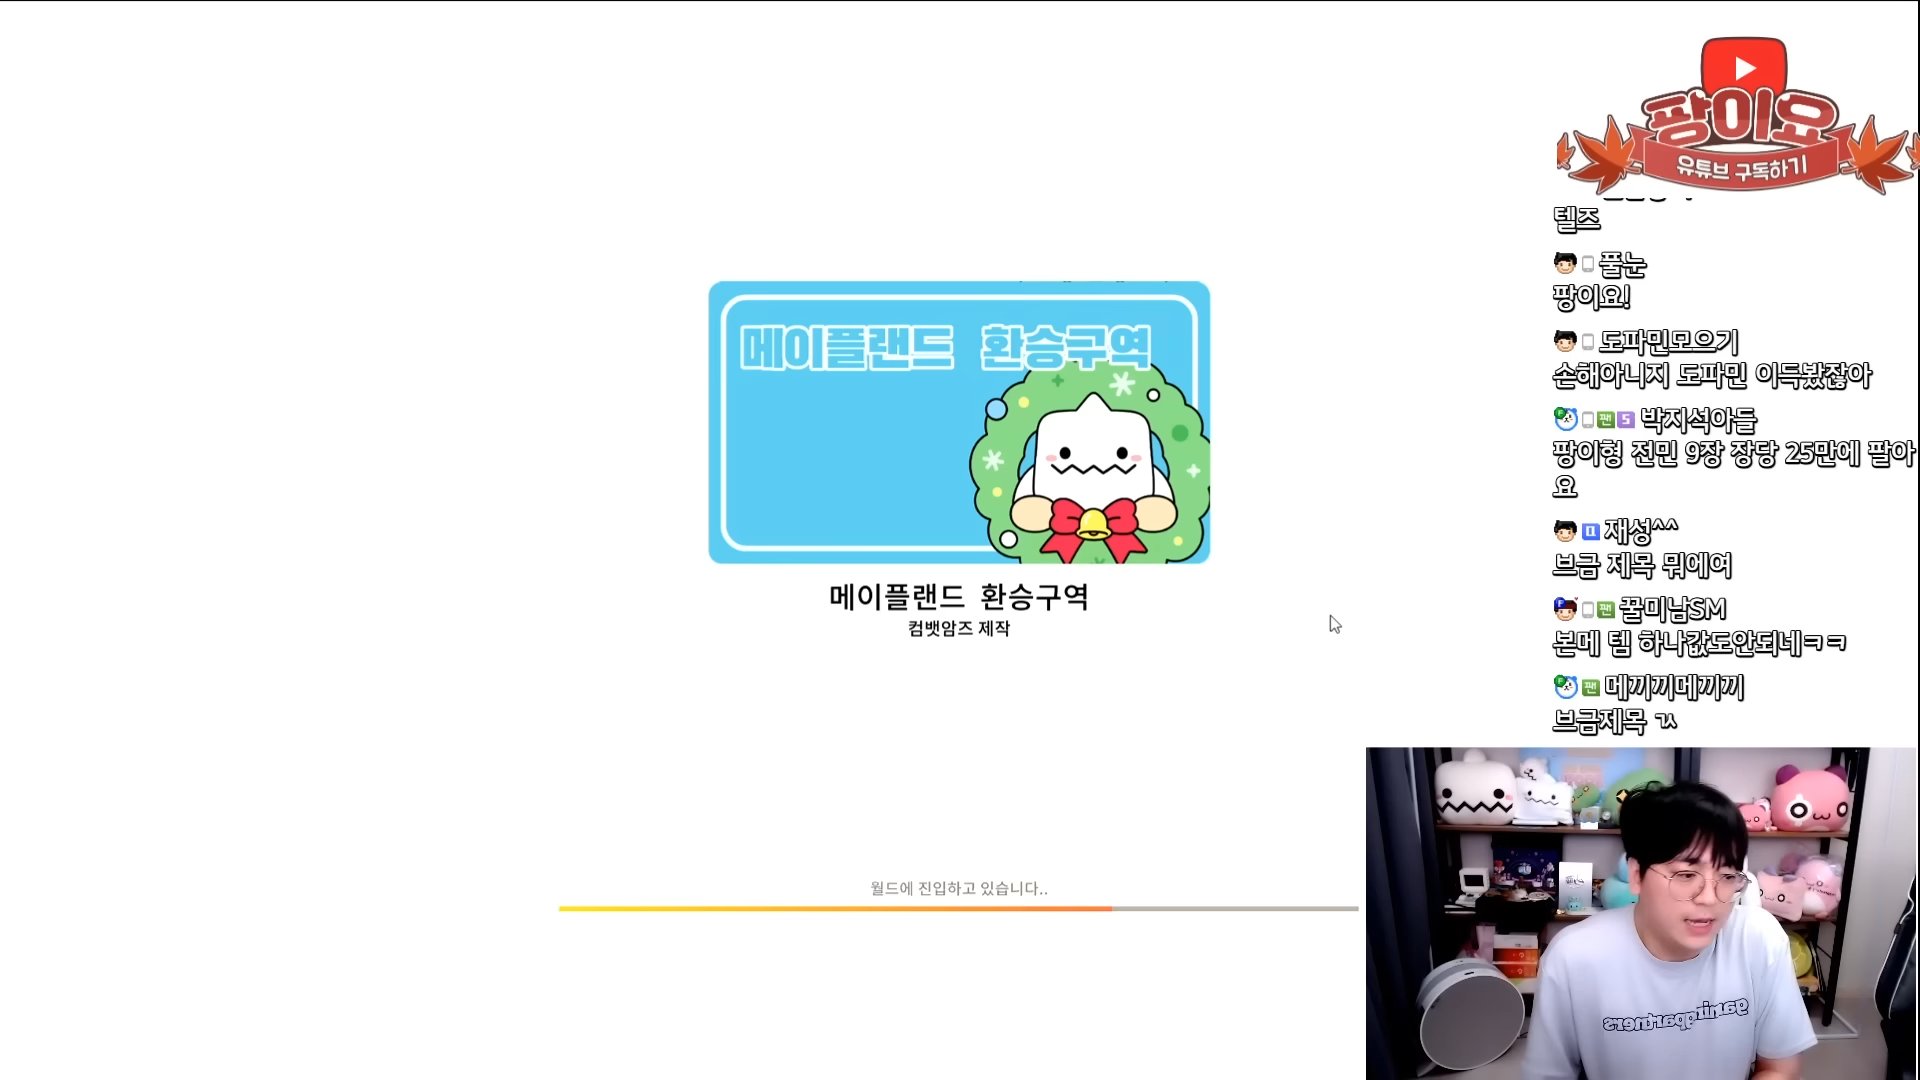 메이플랜드 환승구역
메이플랜드 환승구역
컴뱃암즈 제작
월드에 진입하고 있습니다..
팡이요
유튜브 구독하기
텔즈
풀눈
팡이요!
도파민모으기
손해아니지 도파민 이득봤잖아
팬 S 박지석아들
팡이형 전민 9장 장당 25만에 팔아
요
재성^^
브금 제목 뭐에여
팬 꿀미남SM
본메 템 하나값도안되네ㅋㅋ
팬 메끼끼메끼끼
브금제목 ㄳ
gamingpartners